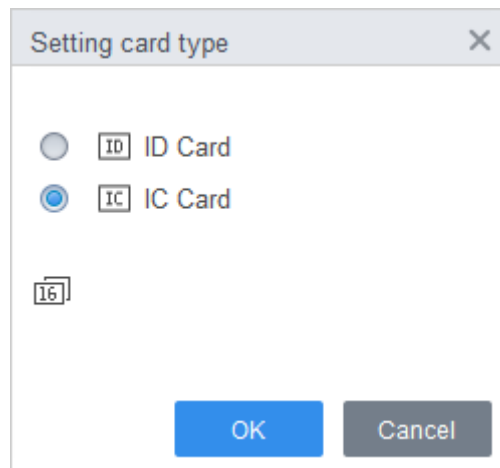 Setting card type
ID ID Card
IC IC Card
16
OK Cancel